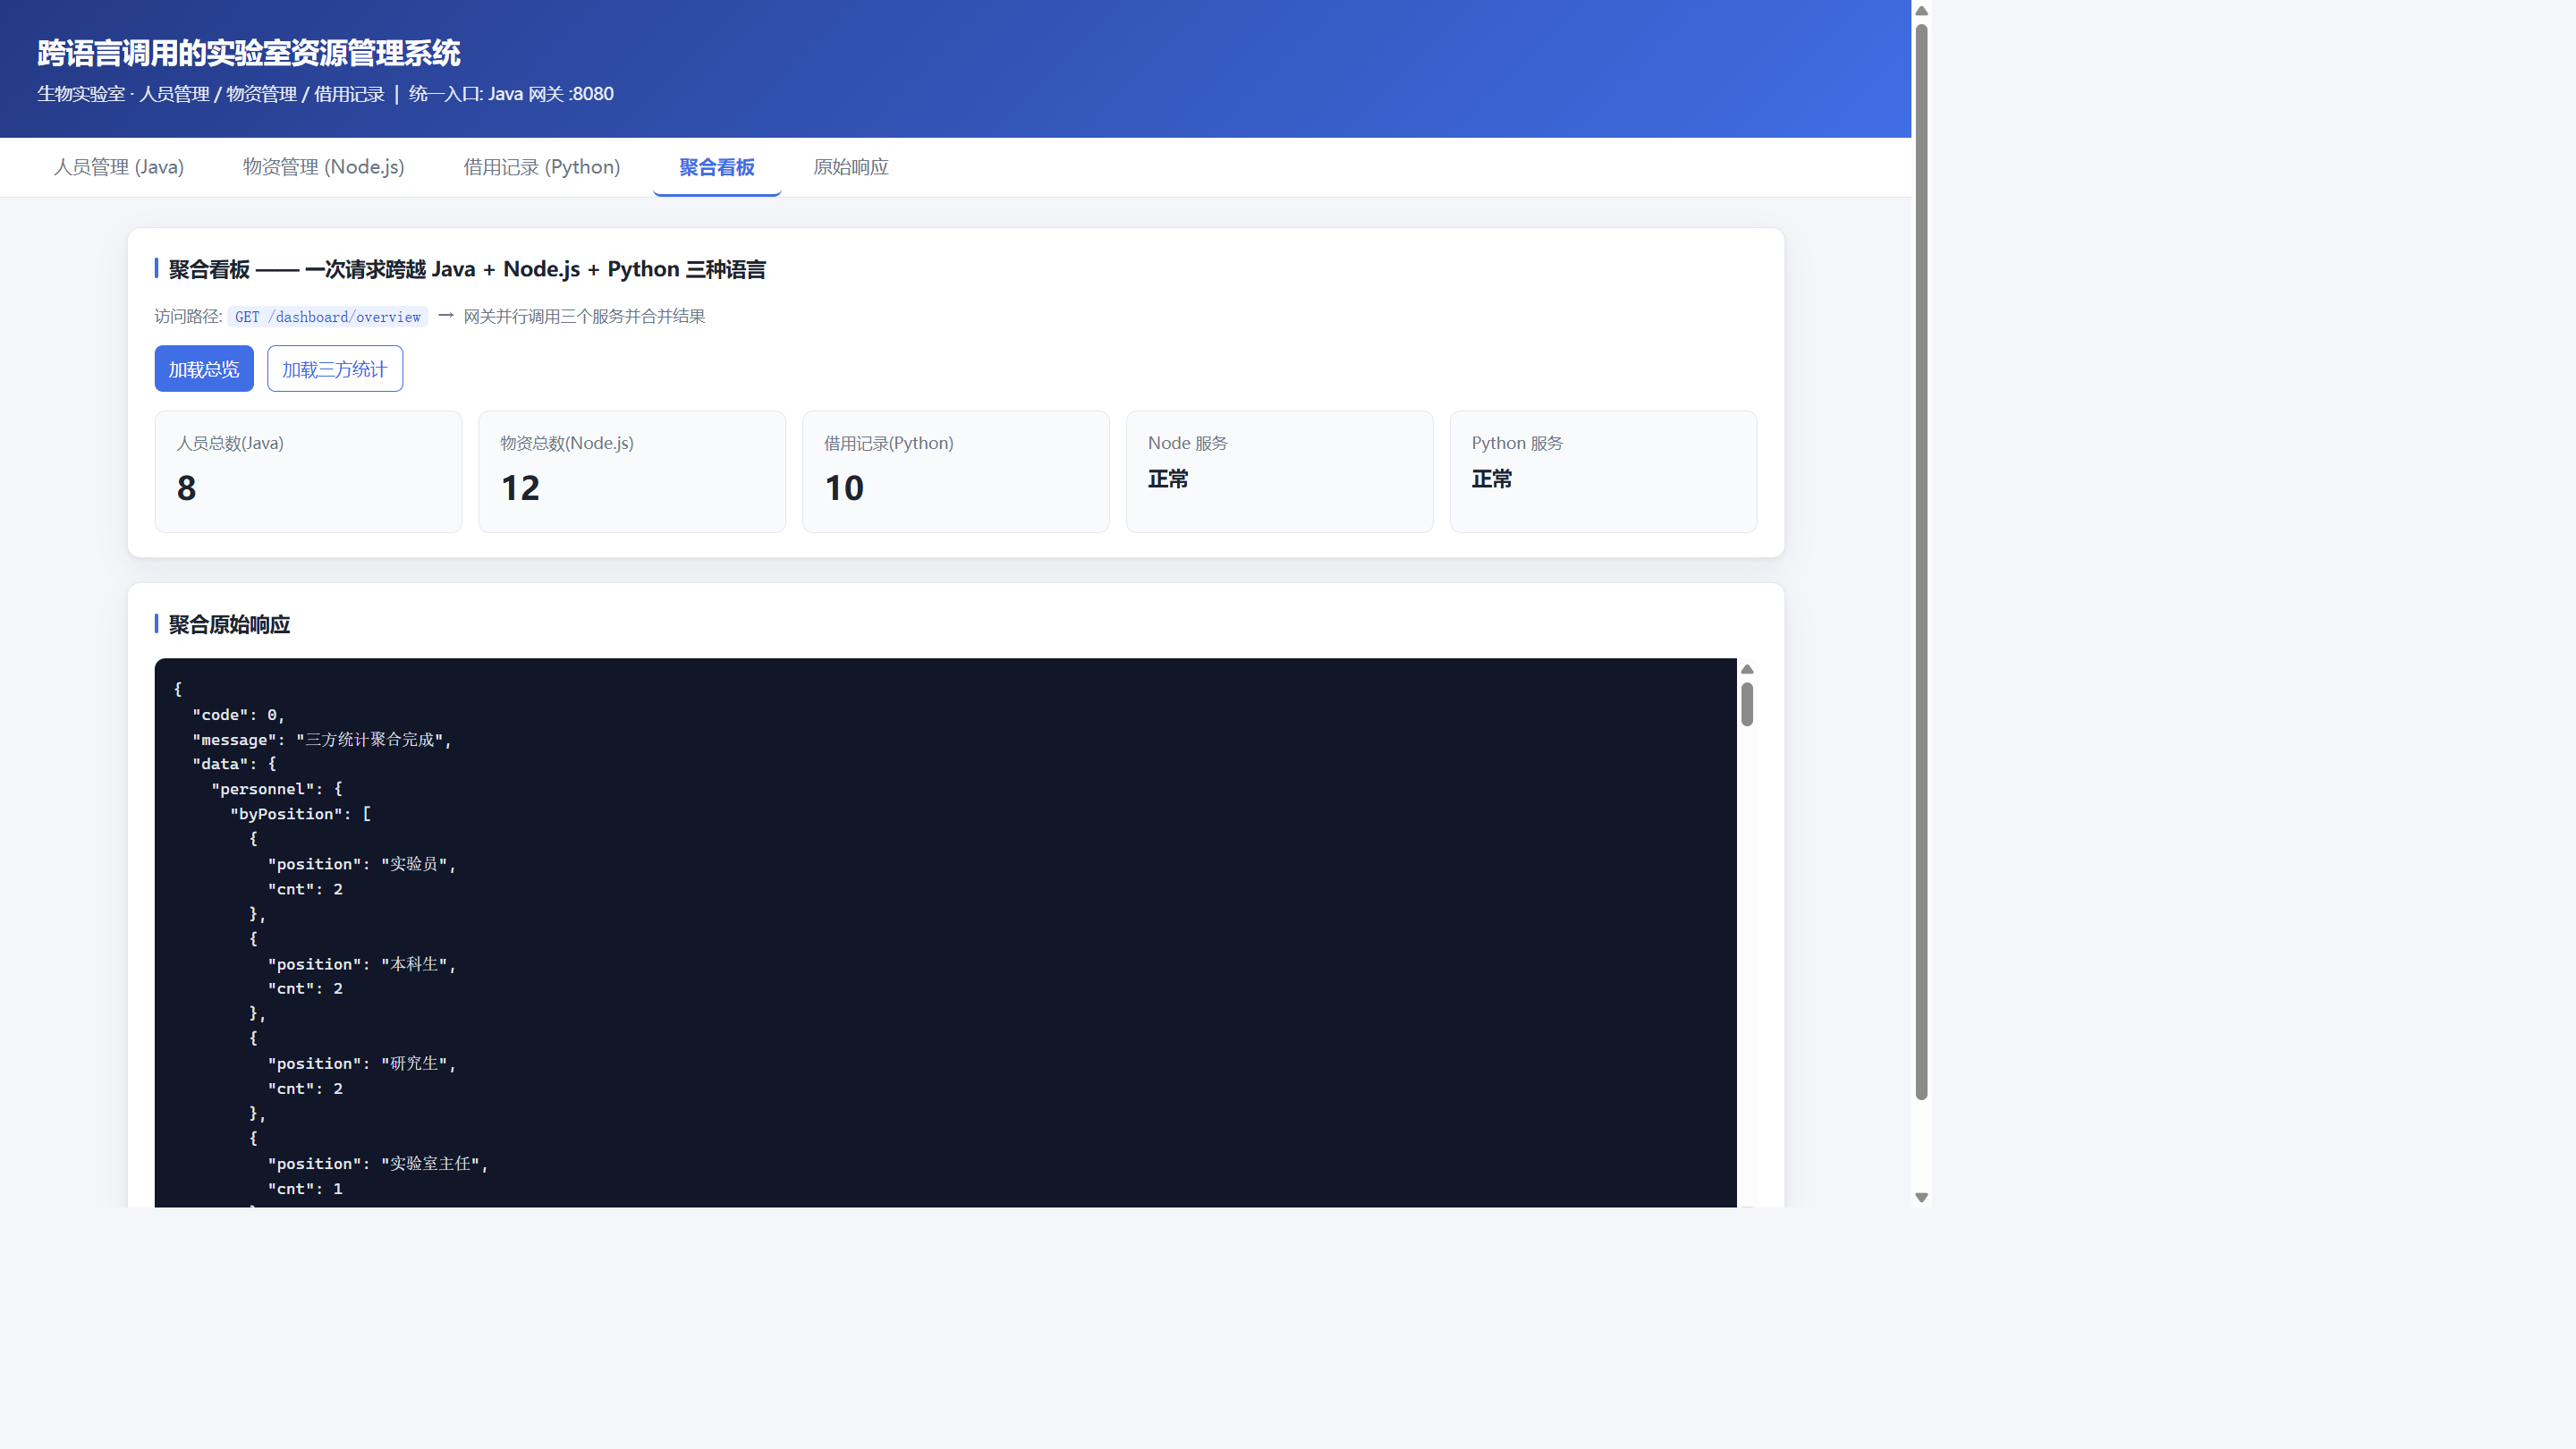 跨语言调用的实验室资源管理系统
生物实验室 · 人员管理 / 物资管理 / 借用记录 | 统一入口: Java 网关 :8080
人员管理 (Java) 物资管理 (Node.js) 借用记录 (Python) 聚合看板 原始响应
聚合看板 —— 一次请求跨越 Java + Node.js + Python 三种语言
访问路径: GET /dashboard/overview → 网关并行调用三个服务并合并结果
加载总览 加载三方统计
人员总数(Java) 物资总数(Node.js) 借用记录(Python) Node 服务 Python 服务
8 12 10 正常 正常
聚合原始响应
{
  "code": 0,
  "message": "三方统计聚合完成",
  "data": {
    "personnel": {
      "byPosition": [
        {
          "position": "实验员",
          "cnt": 2
        },
        {
          "position": "本科生",
          "cnt": 2
        },
        {
          "position": "研究生",
          "cnt": 2
        },
        {
          "position": "实验室主任",
          "cnt": 1